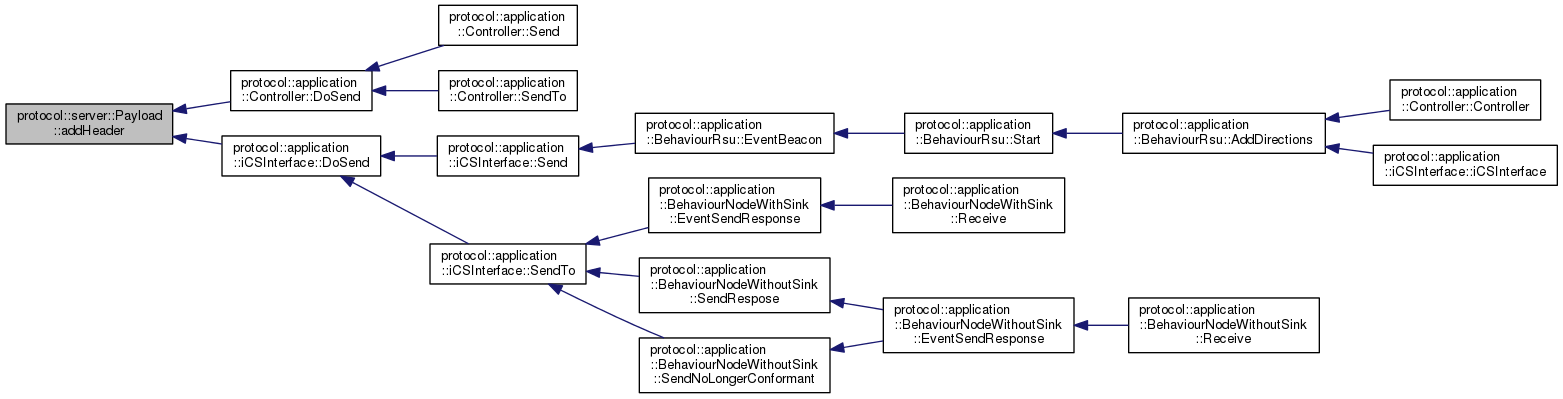 protocol::application
::Controller::Send
protocol::application
::Controller::DoSend
protocol::application
::Controller::SendTo
protocol::application
::Controller::Controller
protocol::server::Payload
::addHeader
protocol::application
::BehaviourRsu::EventBeacon
protocol::application
::BehaviourRsu::Start
protocol::application
::BehaviourRsu::AddDirections
protocol::application
::iCSInterface::DoSend
protocol::application
::iCSInterface::Send
protocol::application
::iCSInterface::iCSInterface
protocol::application
::BehaviourNodeWithSink
::EventSendResponse
protocol::application
::BehaviourNodeWithSink
::Receive
protocol::application
::iCSInterface::SendTo
protocol::application
::BehaviourNodeWithoutSink
::SendRespose
protocol::application
::BehaviourNodeWithoutSink
::EventSendResponse
protocol::application
::BehaviourNodeWithoutSink
::Receive
protocol::application
::BehaviourNodeWithoutSink
::SendNoLongerConformant